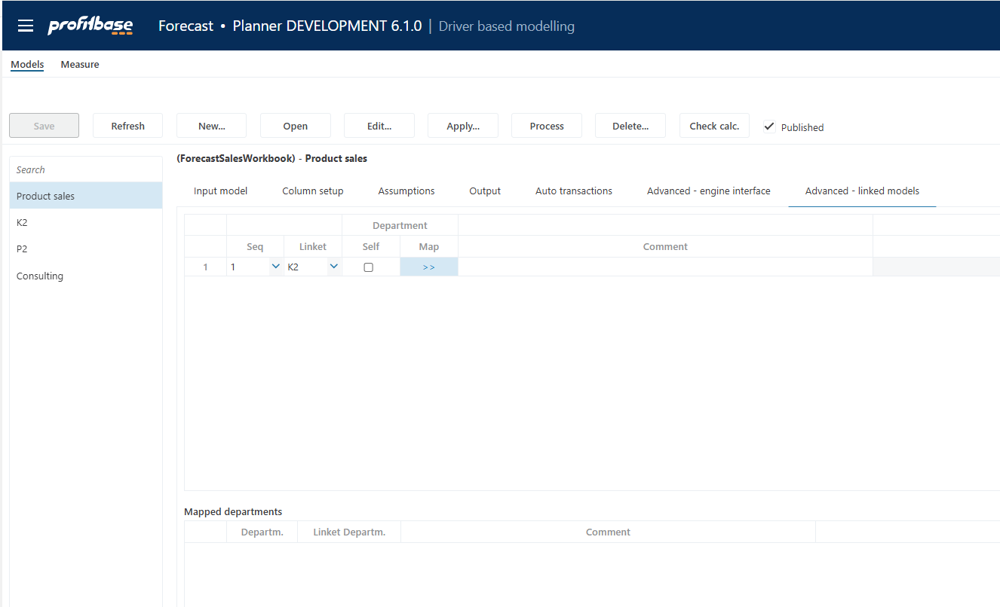 profitbase Forecast • Planner DEVELOPMENT 6.1.0 | Driver based modelling
Models Measure
Save Refresh New... Open Edit... Apply... Process Delete... Check calc. Published
Search
Product sales
K2
P2
Consulting
(ForecastSalesWorkbook) - Product sales
Input model Column setup Assumptions Output Auto transactions Advanced - engine interface Advanced - linked models
Department
Seq Linket Self Map Comment
1 1 K2 >>
Mapped departments
Departm. Linket Departm. Comment